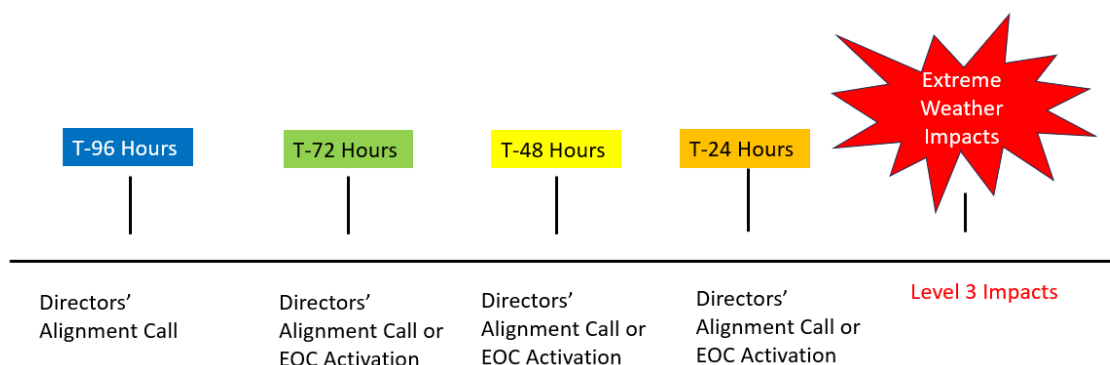 Extreme
Weather
Impacts
T-96 Hours
T-72 Hours
T-48 Hours
T-24 Hours
Directors’
Alignment Call
Directors’
Alignment Call or
EOC Activation
Directors’
Alignment Call or
EOC Activation
Directors’
Alignment Call or
EOC Activation
Level 3 Impacts